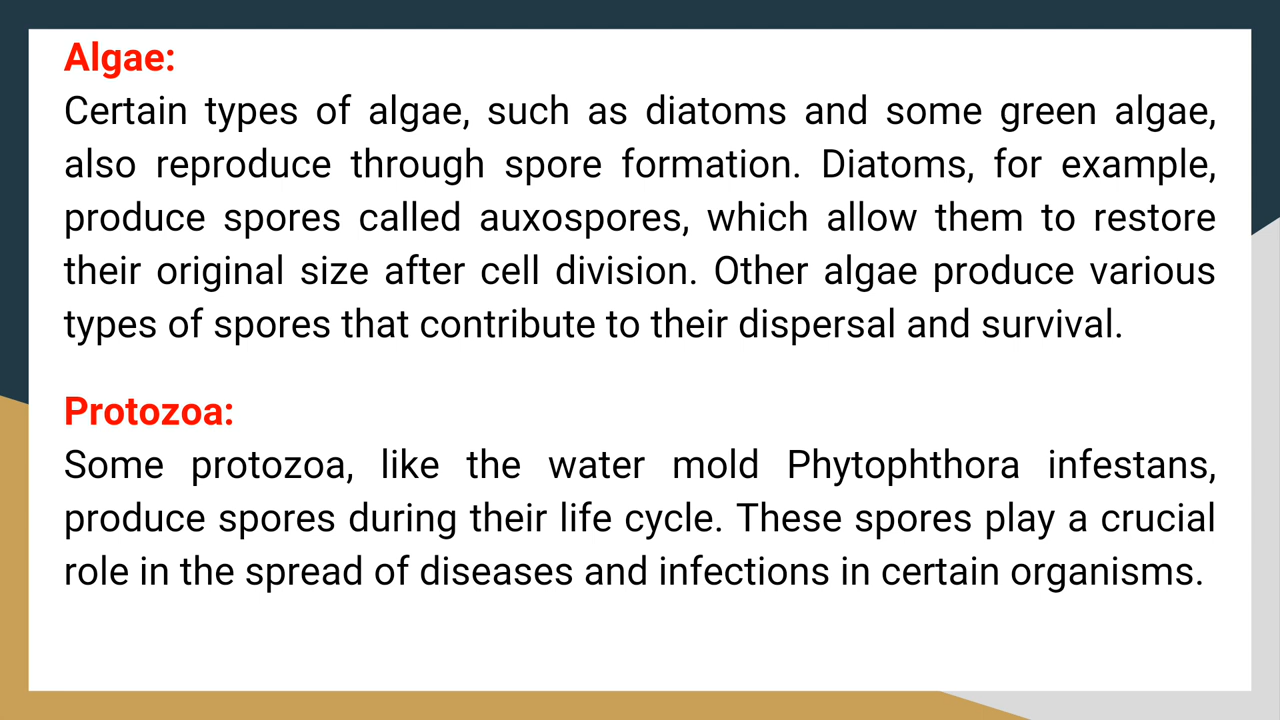 Algae:
Certain types of algae, such as diatoms and some green algae,
also reproduce through spore formation. Diatoms, for example,
produce spores called auxospores, which allow them to restore
their original size after cell division. Other algae produce various
types of spores that contribute to their dispersal and survival.
Protozoa:
Some protozoa, like the water mold Phytophthora infestans,
produce spores during their life cycle. These spores play a crucial
role in the spread of diseases and infections in certain organisms.